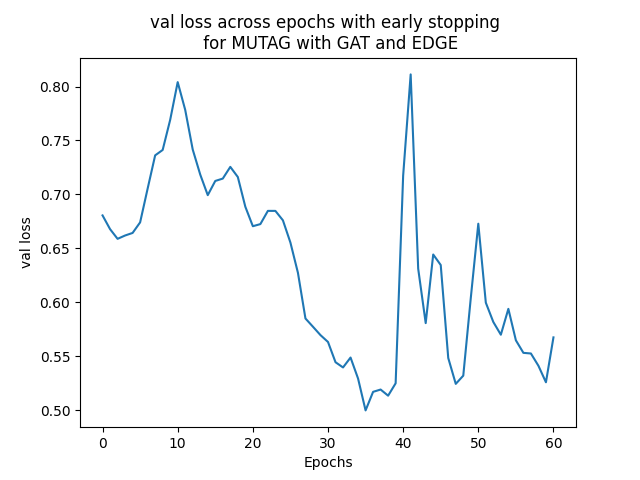 val loss across epochs with early stopping
for MUTAG with GAT and EDGE
0.80
0.75
0.70
0.65
0.60
0.55
0.50
val loss
0 10 20 30 40 50 60
Epochs